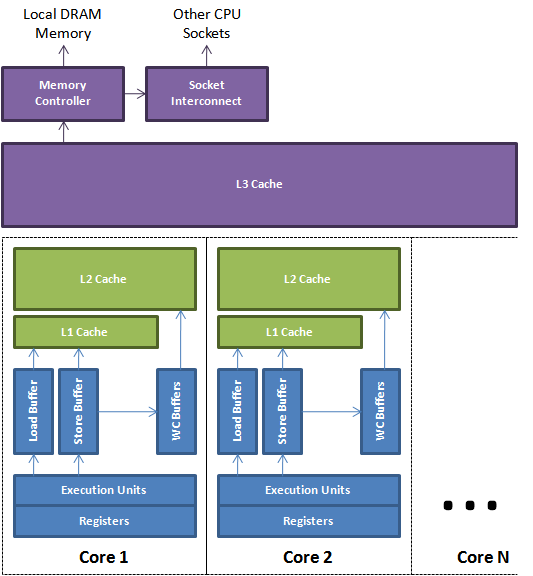 Local DRAM
Memory
Other CPU
Sockets
Memory
Controller
Socket
Interconnect
L3 Cache
L2 Cache
L1 Cache
Load Buffer
Store Buffer
WC Buffers
Execution Units
Registers
Core 1
L2 Cache
L1 Cache
Load Buffer
Store Buffer
WC Buffers
Execution Units
Registers
Core 2
...
Core N